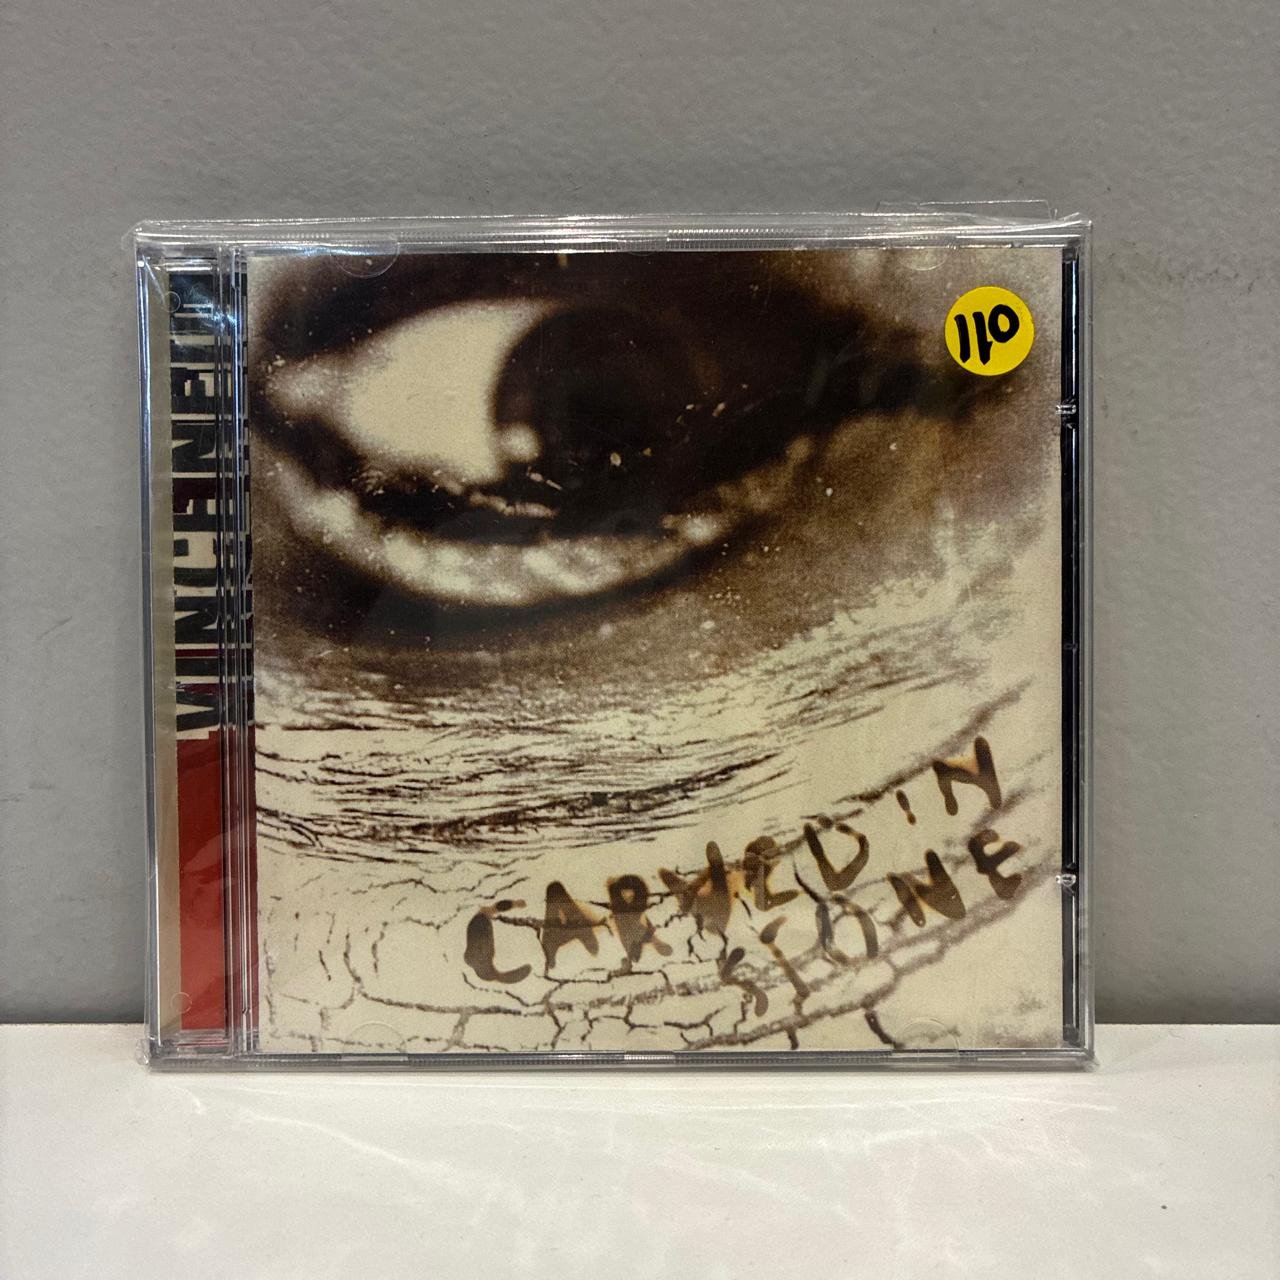 VINCE NEIL
110
CARVED IN
STONE